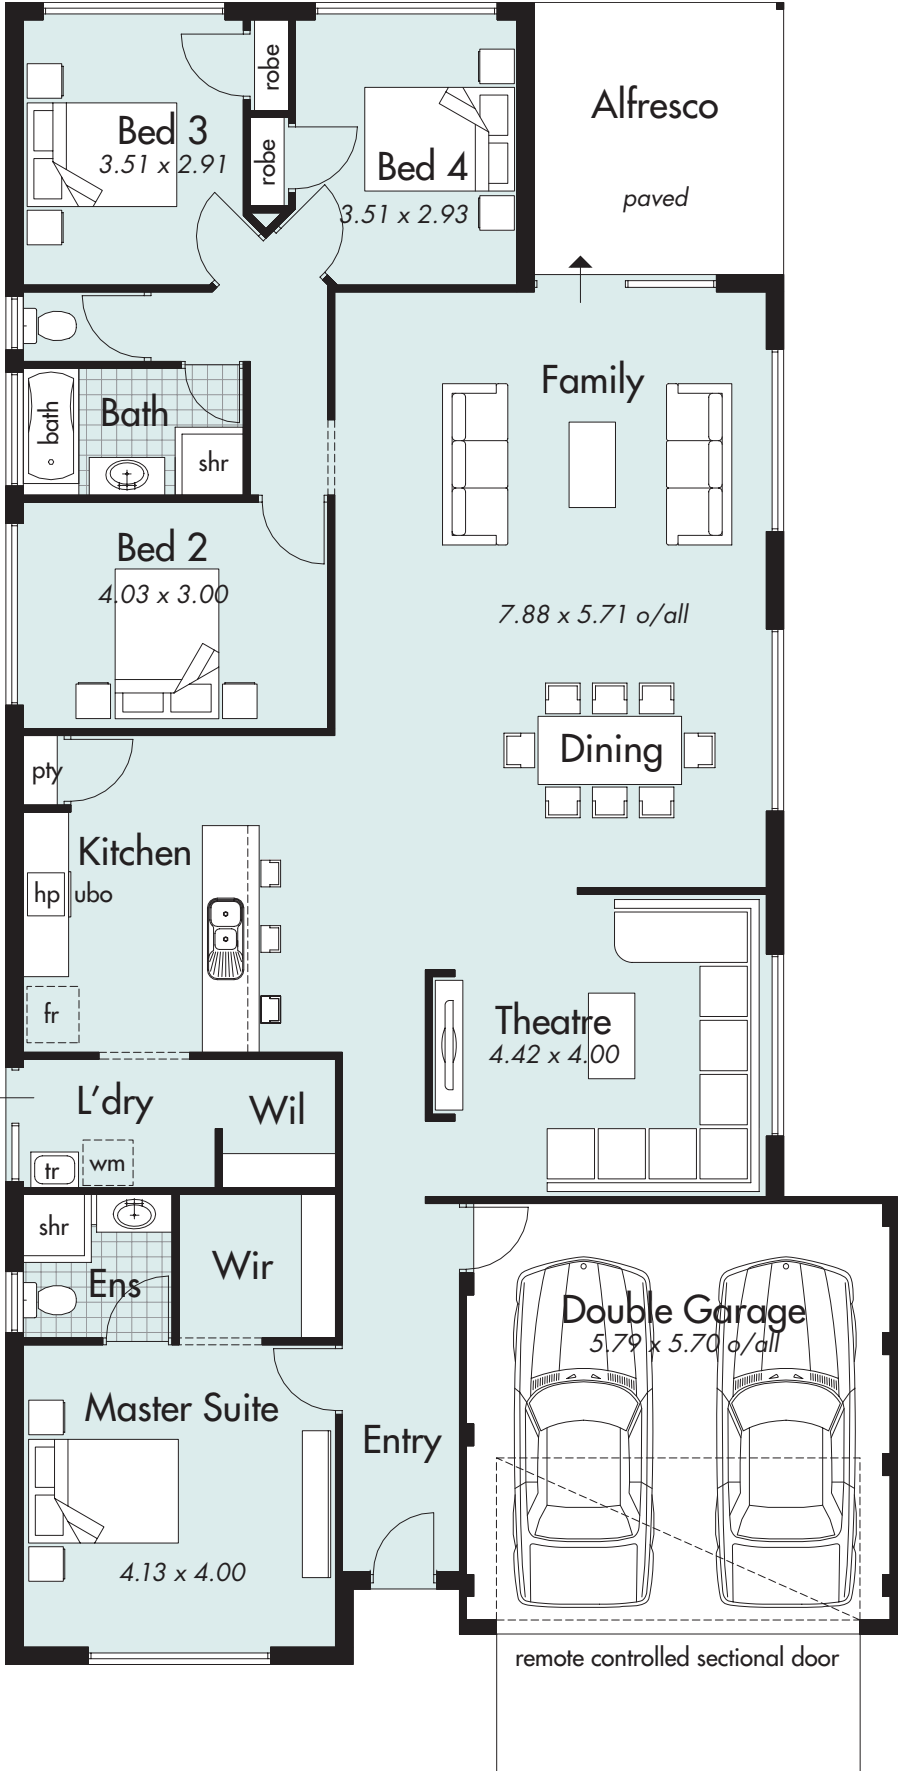 robe
Bed 3
3.51 x 2.91
robe
Bed 4
3.51 x 2.93
Alfresco
paved
Family
bath
Bath
shr
Bed 2
4.03 x 3.00
7.88 x 5.71 o/all
Dining
pty
Kitchen
hp
ubo
fr
Theatre
4.42 x 4.00
L'dry
Wil
tr
wm
shr
Ens
Wir
Double Garage
5.79 x 5.70 o/all
Master Suite
Entry
4.13 x 4.00
remote controlled sectional door